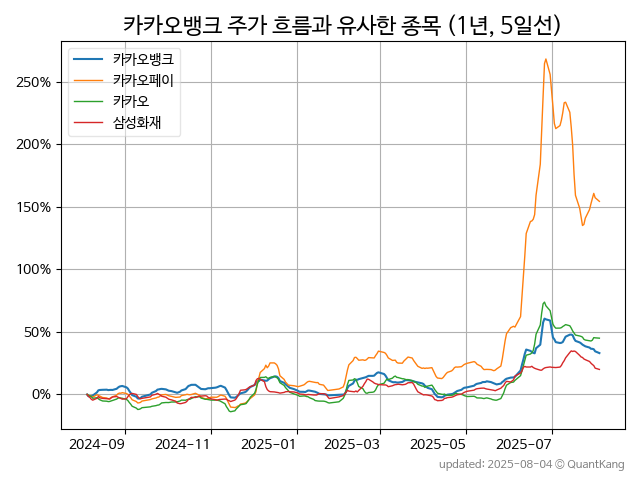 카카오뱅크 주가 흐름과 유사한 종목 (1년, 5일선)
카카오뱅크
카카오페이
카카오
삼성화재
250%
200%
150%
100%
50%
0%
2024-09 2024-11 2025-01 2025-03 2025-05 2025-07
updated: 2025-08-04 © QuantKang